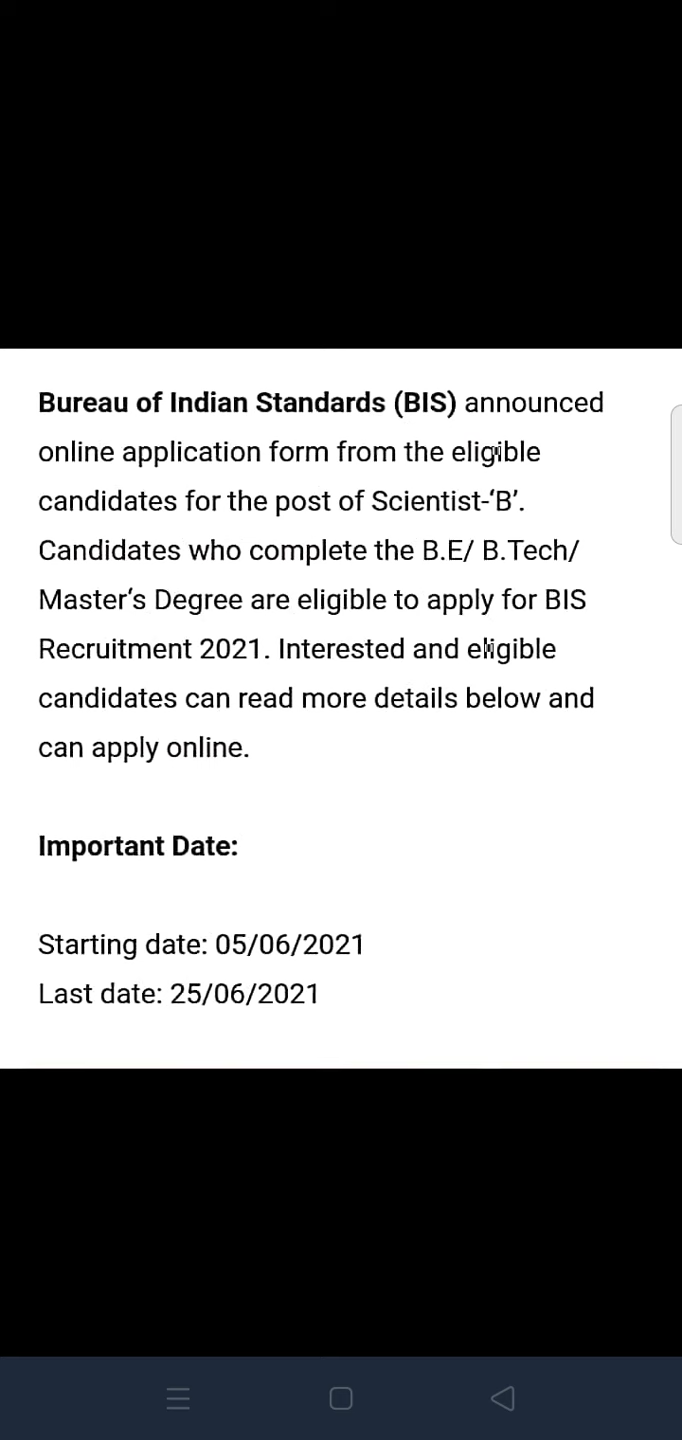 Bureau of Indian Standards (BIS) announced
online application form from the eligible
candidates for the post of Scientist-‘B’.
Candidates who complete the B.E/ B.Tech/
Master‘s Degree are eligible to apply for BIS
Recruitment 2021. Interested and eligible
candidates can read more details below and
can apply online.
Important Date:
Starting date: 05/06/2021
Last date: 25/06/2021